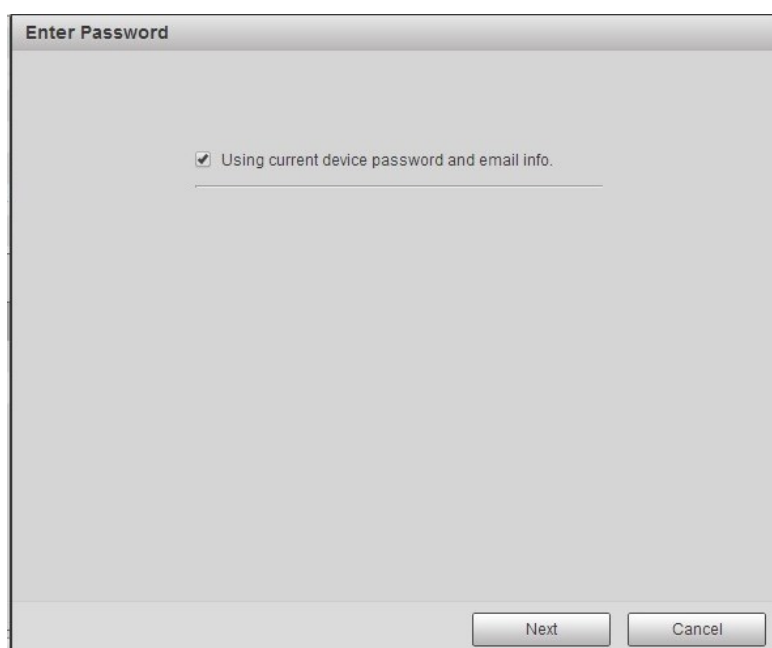 Enter Password
Using current device password and email info.
Next
Cancel